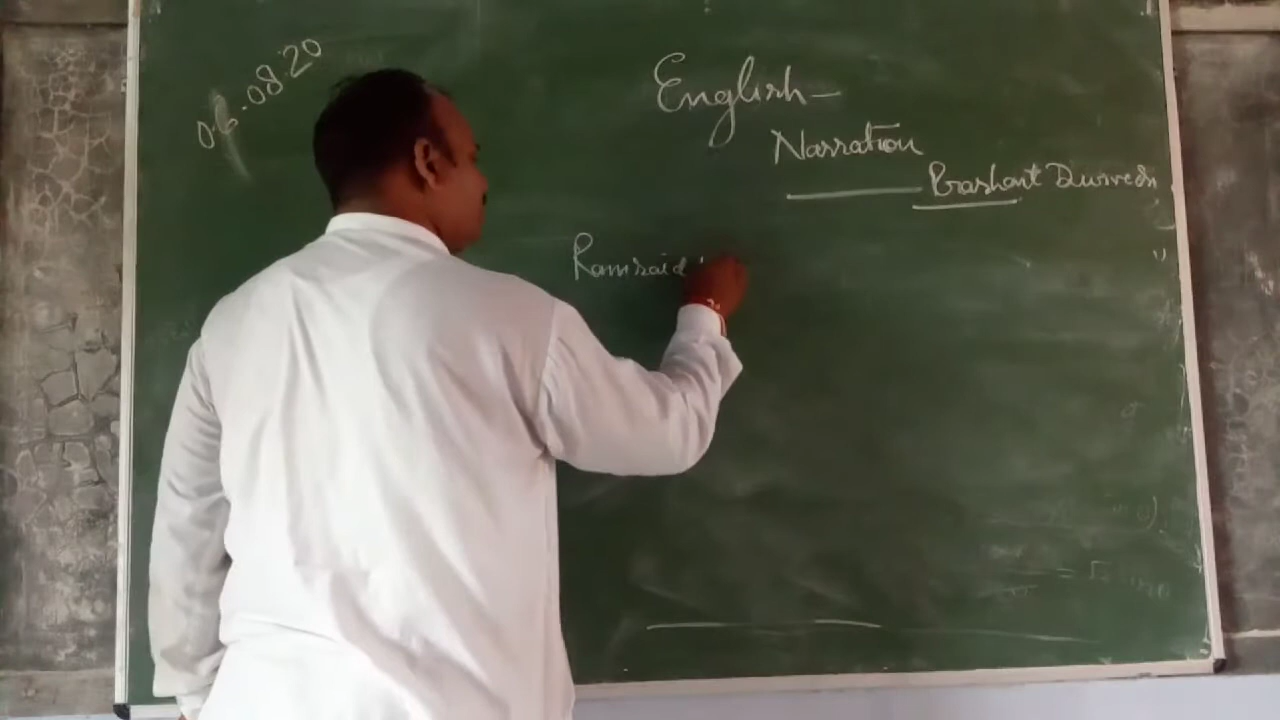 06.08.20
English-
Narration
Prashant Dwivedi
Ram said